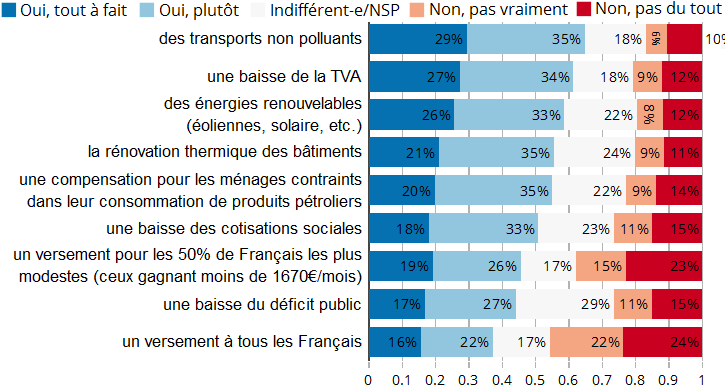 Oui, tout à fait Oui, plutôt Indifférent-e/NSP Non, pas vraiment Non, pas du tout
des transports non polluants 29% 35% 18% 6% 10%
une baisse de la TVA 27% 34% 18% 9% 12%
des énergies renouvelables
(éoliennes, solaire, etc.) 26% 33% 22% 8% 12%
la rénovation thermique des bâtiments 21% 35% 24% 9% 11%
une compensation pour les ménages contraints
dans leur consommation de produits pétroliers 20% 35% 22% 9% 14%
une baisse des cotisations sociales 18% 33% 23% 11% 15%
un versement pour les 50% de Français les plus
modestes (ceux gagnant moins de 1670€/mois) 19% 26% 17% 15% 23%
une baisse du déficit public 17% 27% 29% 11% 15%
un versement à tous les Français 16% 22% 17% 22% 24%
0 0.1 0.2 0.3 0.4 0.5 0.6 0.7 0.8 0.9 1